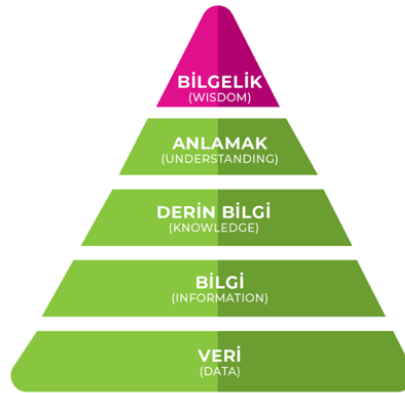 BİLGELİK
(WISDOM)
ANLAMAK
(UNDERSTANDING)
DERİN BİLGİ
(KNOWLEDGE)
BİLGİ
(INFORMATION)
VERİ
(DATA)